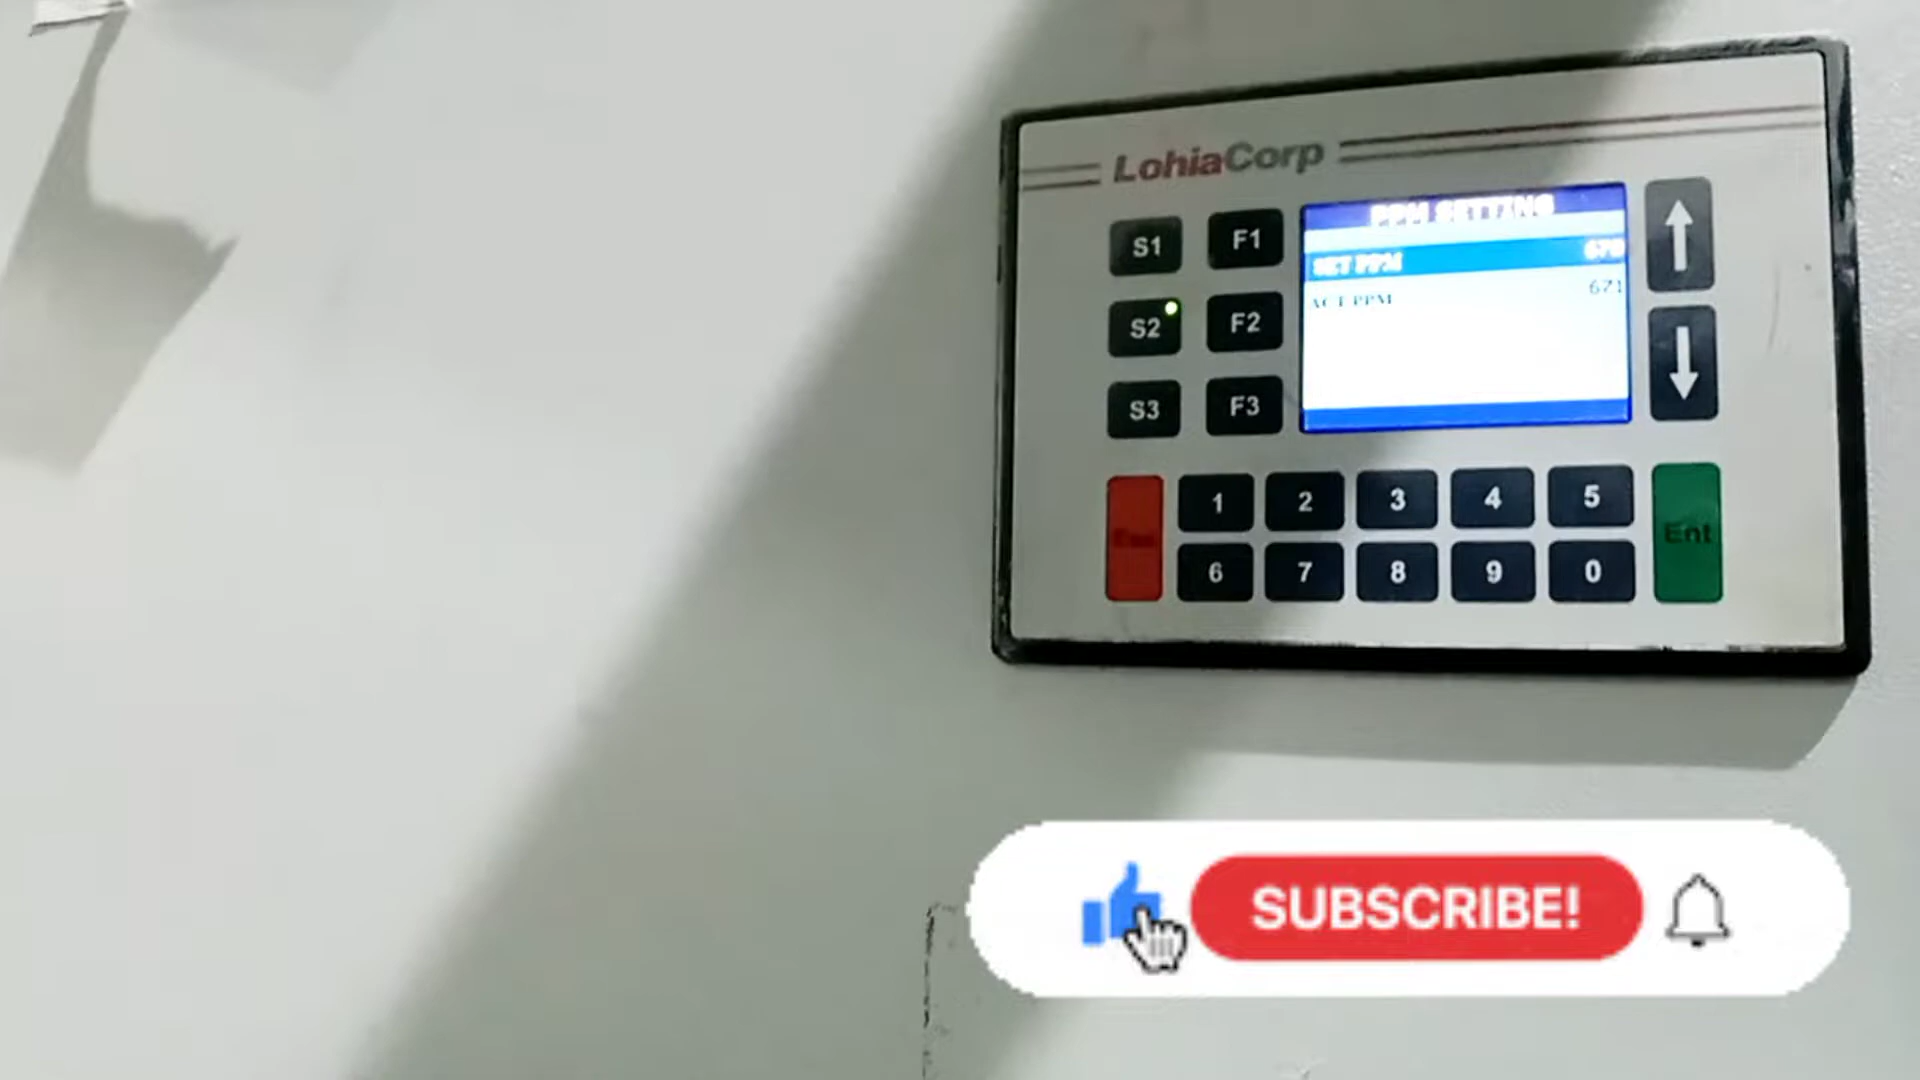 LohiaCorp
PPM SETTING
SET PPM 670
ACT PPM 671
S1 F1
S2 F2
S3 F3
1 2 3 4 5
Esc Ent
6 7 8 9 0
SUBSCRIBE!